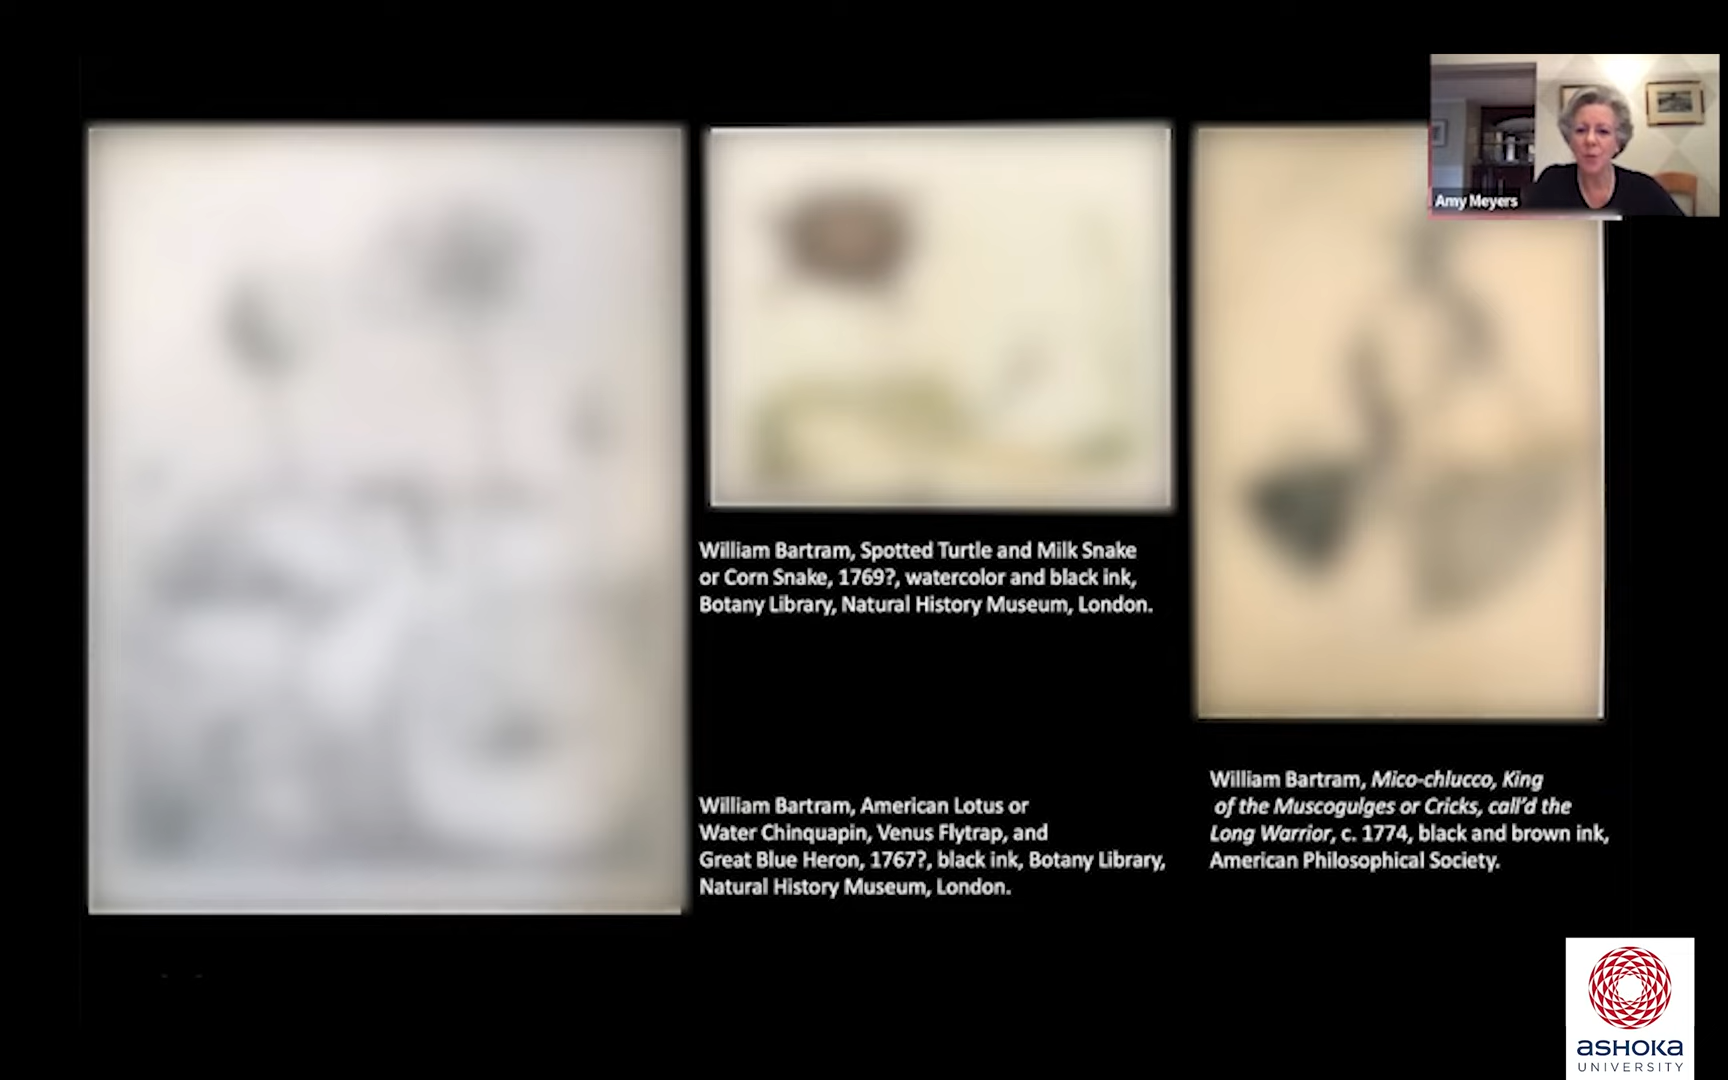 Amy Meyers
William Bartram, Spotted Turtle and Milk Snake
or Corn Snake, 1769?, watercolor and black ink,
Botany Library, Natural History Museum, London.
William Bartram, American Lotus or
Water Chinquapin, Venus Flytrap, and
Great Blue Heron, 1767?, black ink, Botany Library,
Natural History Museum, London.
William Bartram, Mico-chlucco, King
of the Muscogulges or Cricks, call'd the
Long Warrior, c. 1774, black and brown ink,
American Philosophical Society.
ASHOKA
UNIVERSITY